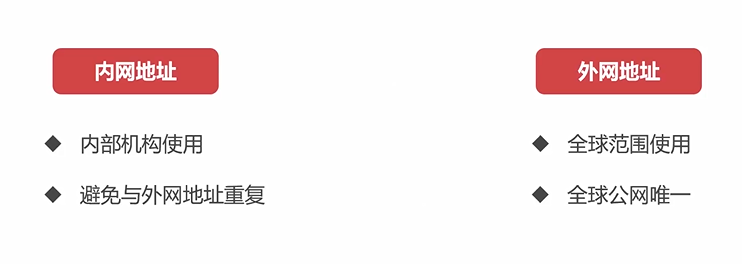 内网地址
外网地址
内部机构使用
全球范围使用
避免与外网地址重复
全球公网唯一